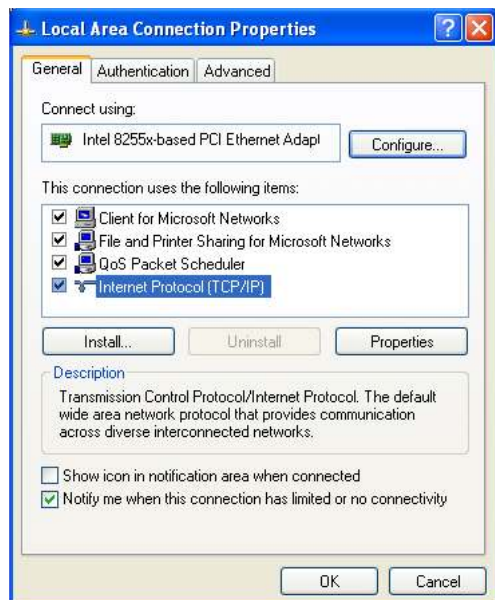 Local Area Connection Properties
General Authentication Advanced
Connect using:
Intel 8255x-based PCI Ethernet Adapt
Configure...
This connection uses the following items:
Client for Microsoft Networks
File and Printer Sharing for Microsoft Networks
QoS Packet Scheduler
Internet Protocol (TCP/IP)
Install... Uninstall Properties
Description
Transmission Control Protocol/Internet Protocol. The default
wide area network protocol that provides communication
across diverse interconnected networks.
Show icon in notification area when connected
Notify me when this connection has limited or no connectivity
OK Cancel